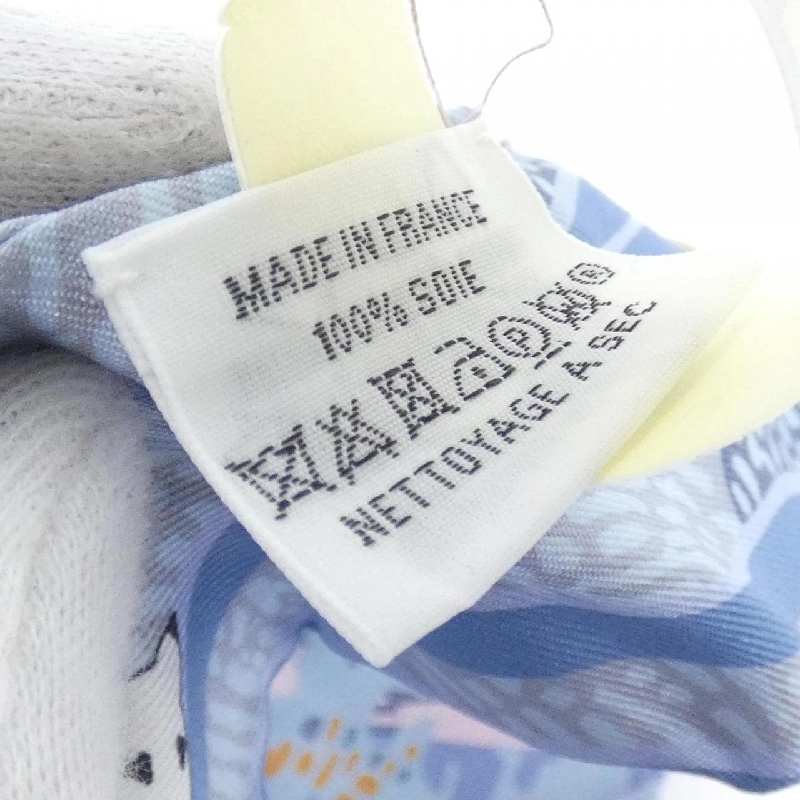 MADE IN FRANCE
100% SOIE
P ®
NETTOYAGE A SEC